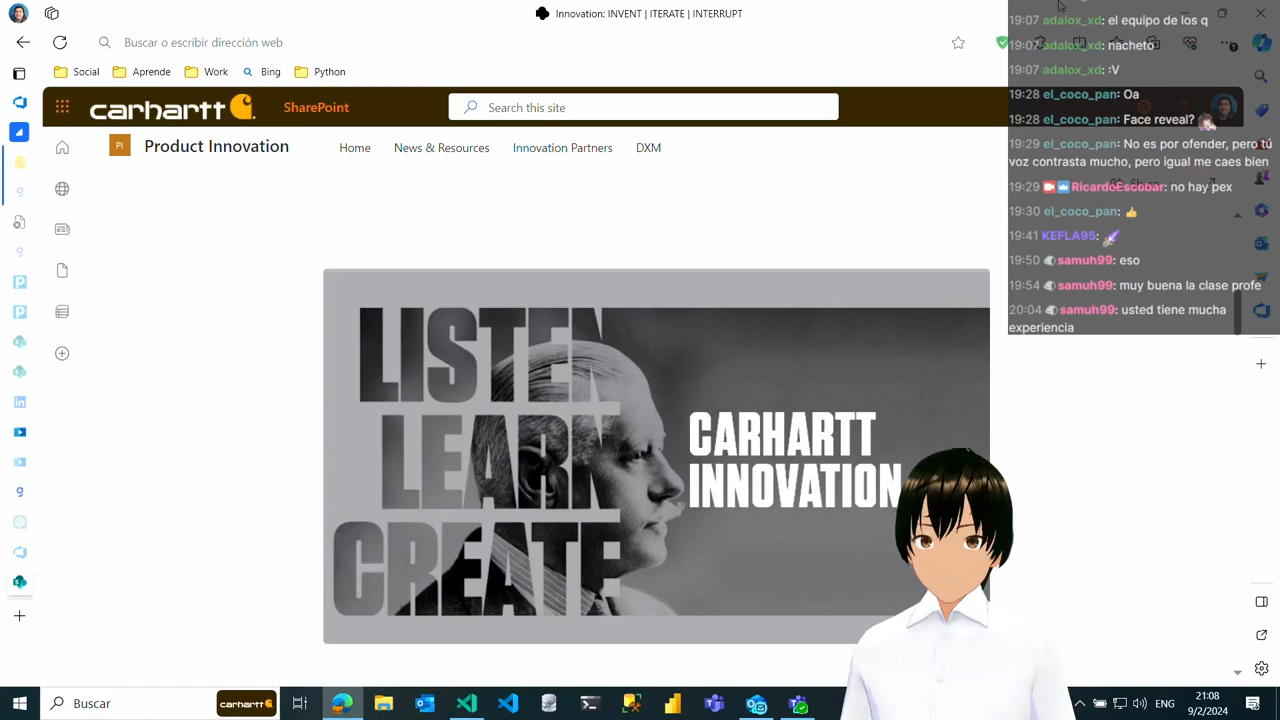 Innovation: INVENT | ITERATE | INTERRUPT
Buscar o escribir dirección web
Social
Aprende
Work
Bing
Python
carhartt
SharePoint
Search this site
PI
Product Innovation
Home
News & Resources
Innovation Partners
DXM
19:07 adalox_xd: el equipo de los q
19:07 adalox_xd: nacheto
19:07 adalox_xd: :V
19:28 el_coco_pan: Oa
19:28 el_coco_pan: Face reveal?
19:29 el_coco_pan: No es por ofender, pero tú
voz contrasta mucho, pero igual me caes bien
19:29 RicardoEscobar: no hay pex
19:30 el_coco_pan: 👍
19:41 KEFLA95:
19:50 samuh99: eso
19:54 samuh99: muy buena la clase profe
20:04 samuh99: usted tiene mucha
experiencia
LISTEN
LEARN
CREATE
CARHARTT
INNOVATION
Buscar
carhartt
ENG
21:08
9/2/2024